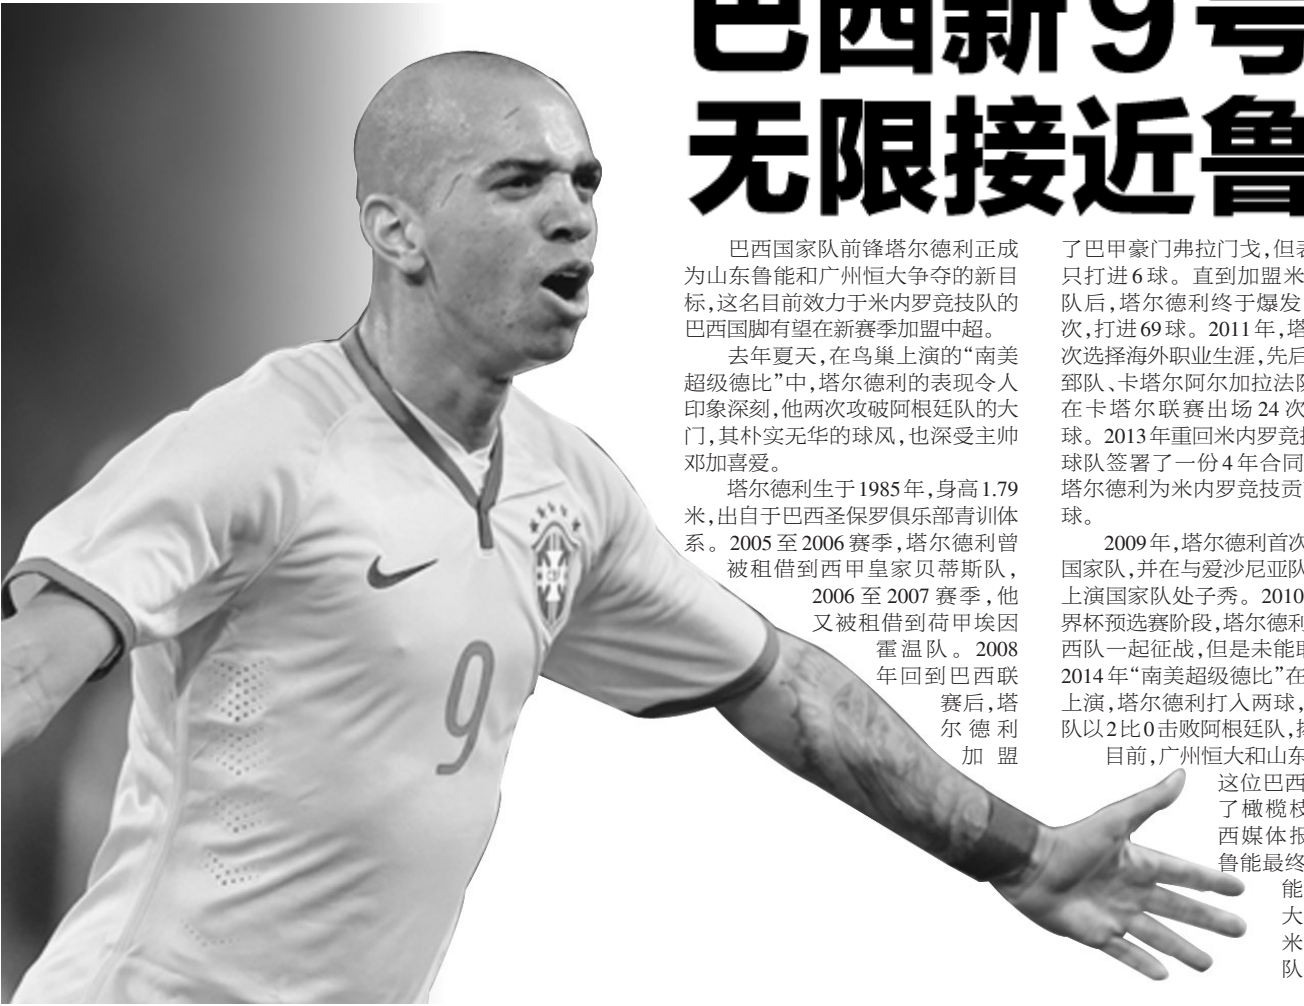 巴西新9号
无限接近鲁
巴西国家队前锋塔尔德利正成
为山东鲁能和广州恒大争夺的新目
标,这名目前效力于米内罗竞技队的
巴西国脚有望在新赛季加盟中超。
去年夏天,在鸟巢上演的“南美
超级德比”中,塔尔德利的表现令人
印象深刻,他两次攻破阿根廷队的大
门,其朴实无华的球风,也深受主帅
邓加喜爱。
塔尔德利生于1985年,身高1.79
米,出自于巴西圣保罗俱乐部青训体
系。2005至2006赛季,塔尔德利曾
被租借到西甲皇家贝蒂斯队,
2006至2007赛季,他
又被租借到荷甲埃因
霍温队。2008
年回到巴西联
赛后,塔
尔德利
加盟
了巴甲豪门弗拉门戈,但表
只打进6球。直到加盟米
队后,塔尔德利终于爆发
次,打进69球。2011年,塔
次选择海外职业生涯,先后
郅队、卡塔尔阿尔加拉法队
在卡塔尔联赛出场24次
球。2013年重回米内罗竞技
球队签署了一份4年合同
塔尔德利为米内罗竞技贡
球。
2009年,塔尔德利首次
国家队,并在与爱沙尼亚队
上演国家队处子秀。2010
界杯预选赛阶段,塔尔德利
西队一起征战,但是未能
2014年“南美超级德比”在
上演,塔尔德利打入两球,
队以2比0击败阿根廷队,
目前,广州恒大和山东
这位巴西
了橄榄枝
西媒体报
鲁能最终
能
大
米
队
9